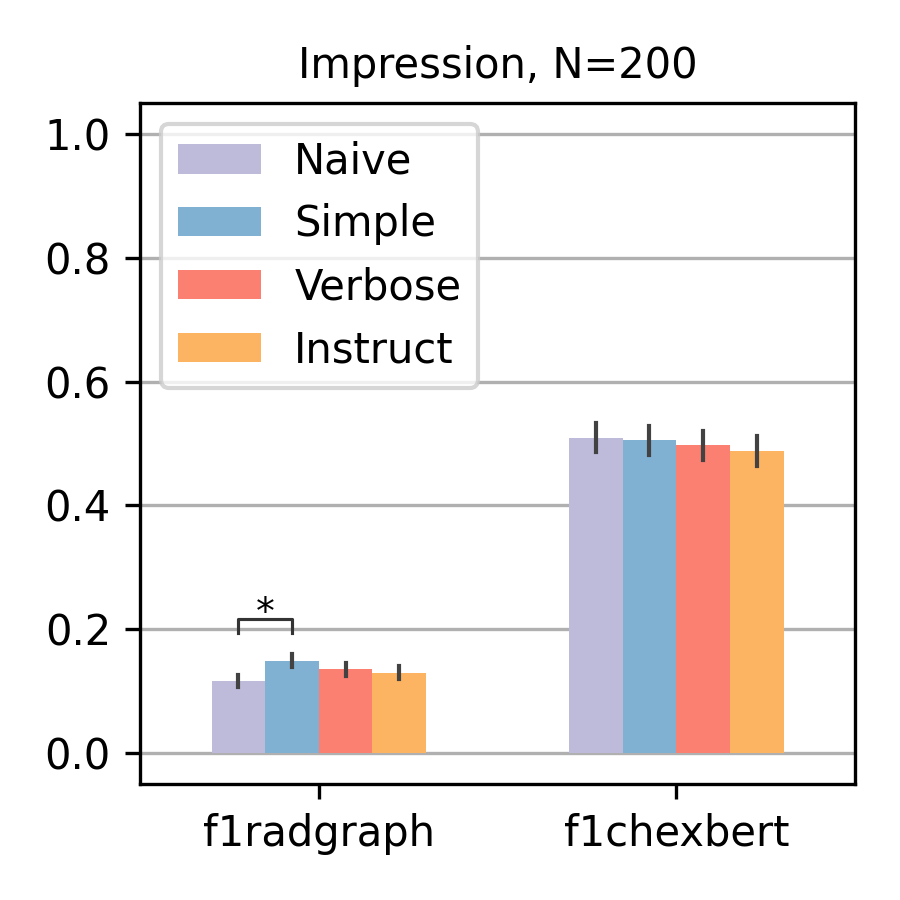 Impression, N=200
1.0
0.8
0.6
0.4
0.2
0.0
Naive
Simple
Verbose
Instruct
*
f1radgraph
f1chexbert